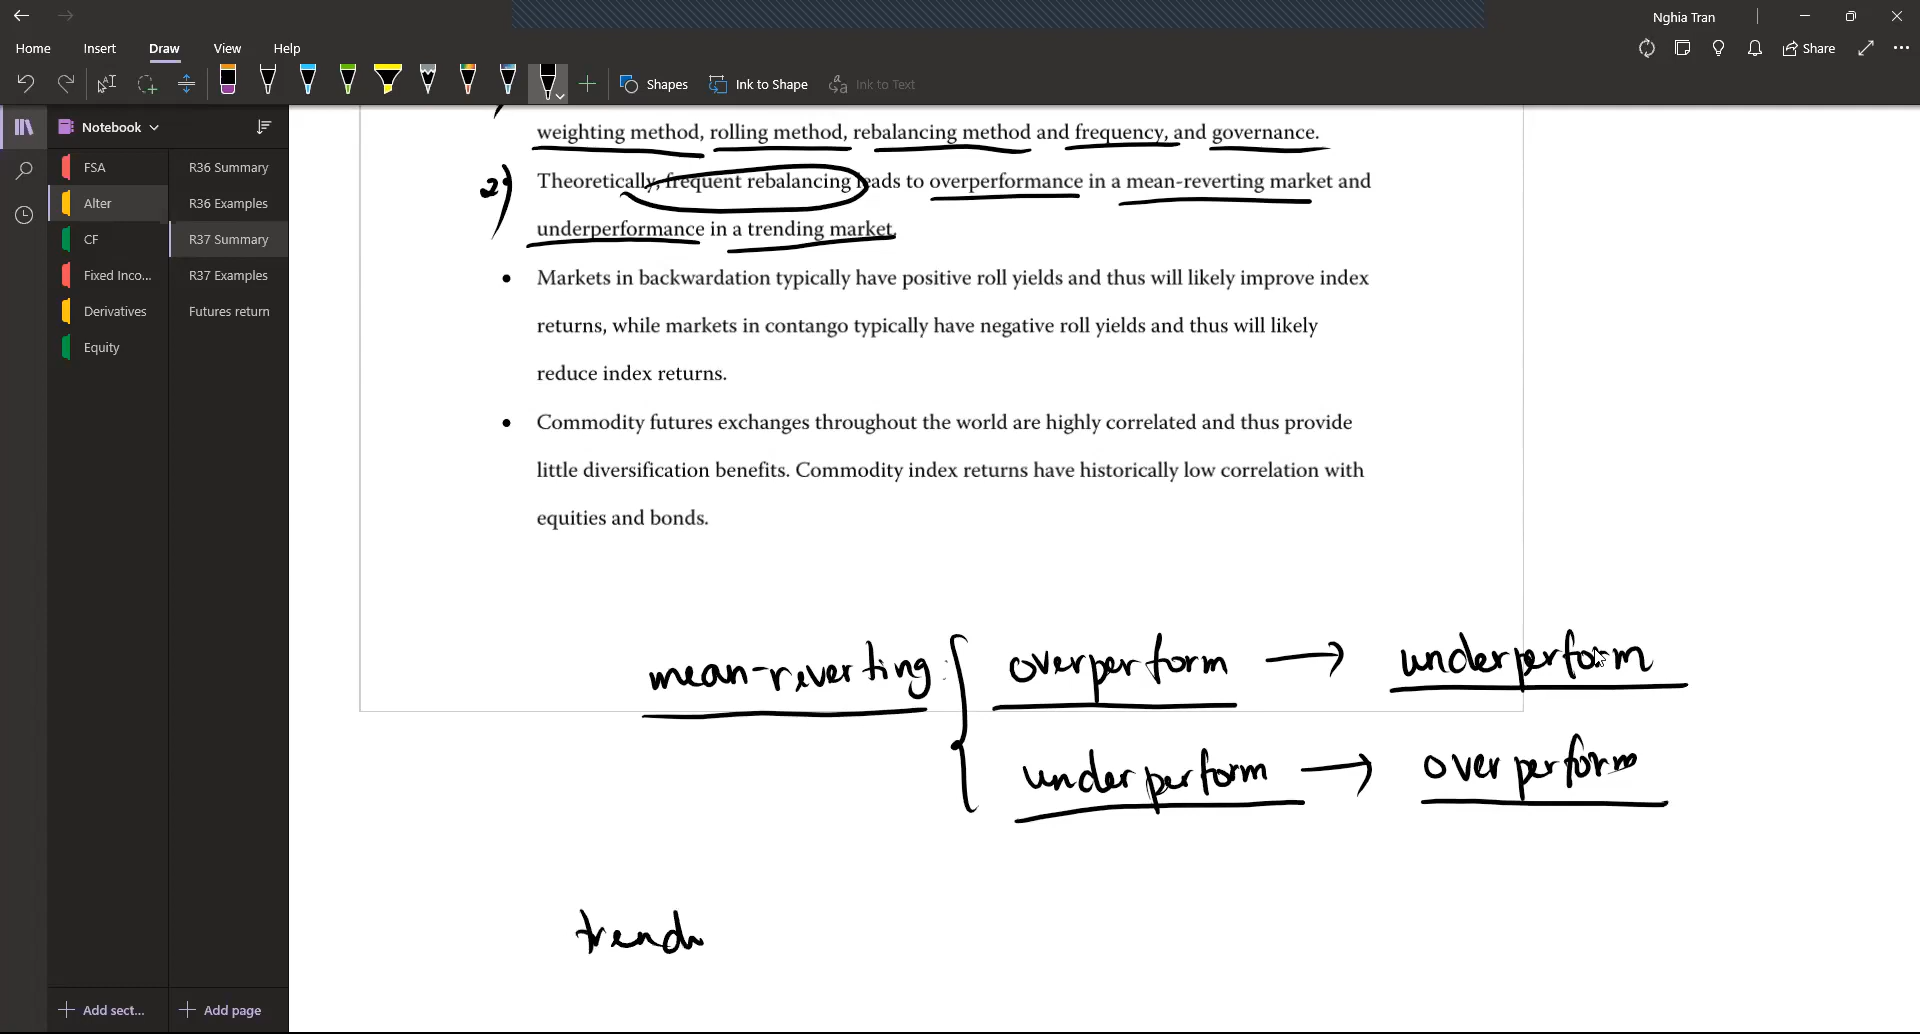 Nghia Tran
Home Insert Draw View Help
Share
Shapes Ink to Shape Ink to Text
Notebook
FSA
Alter
CF
Fixed Inco...
Derivatives
Equity
R36 Summary
R36 Examples
R37 Summary
R37 Examples
Futures return
weighting method, rolling method, rebalancing method and frequency, and governance.
2) Theoretically, frequent rebalancing leads to overperformance in a mean-reverting market and
underperformance in a trending market.
• Markets in backwardation typically have positive roll yields and thus will likely improve index
returns, while markets in contango typically have negative roll yields and thus will likely
reduce index returns.
• Commodity futures exchanges throughout the world are highly correlated and thus provide
little diversification benefits. Commodity index returns have historically low correlation with
equities and bonds.
mean-reverting: { overperform → underperform
underperform → overperform
trend
Add sect... Add page